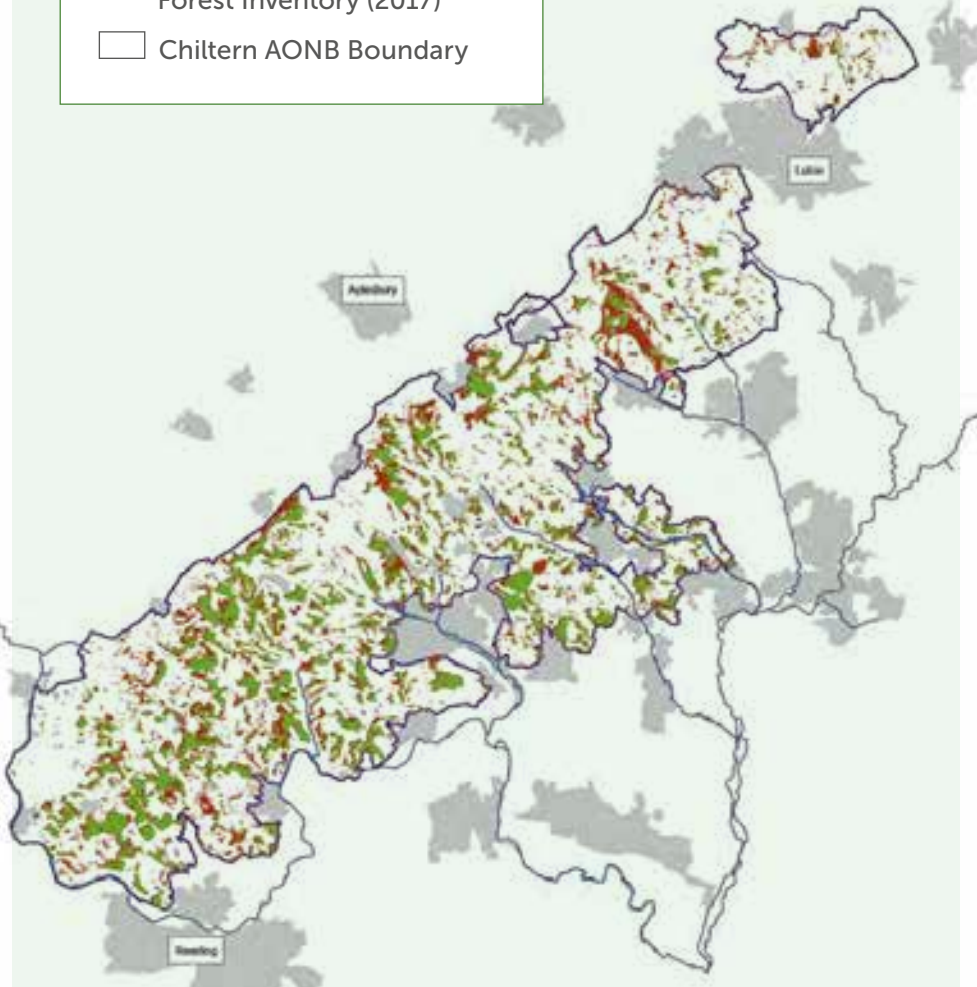 Forest Inventory (2017)
Chiltern AONB Boundary
Luton
Aylesbury
Reading